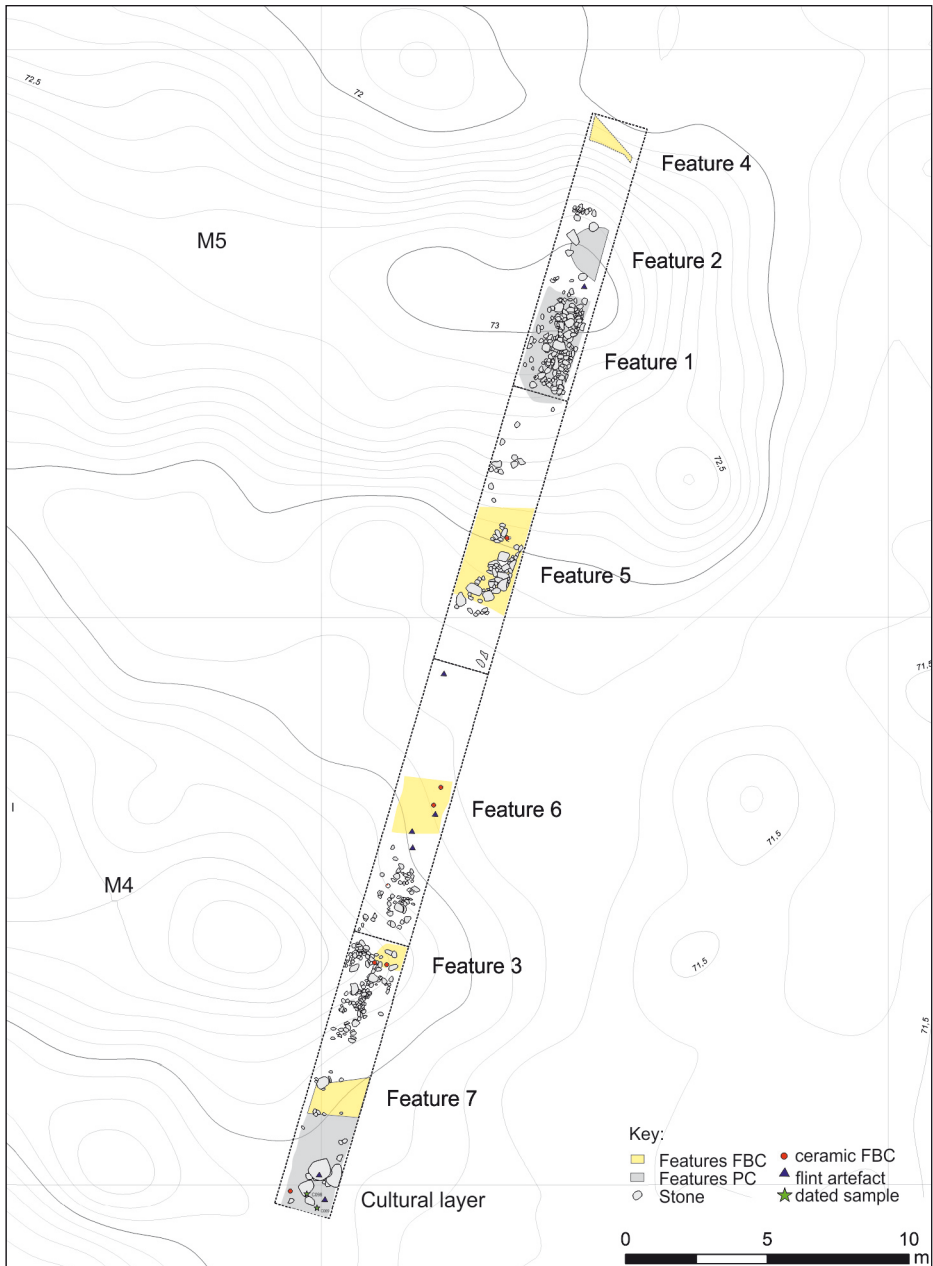 72.5
72
Feature 4
M5
Feature 2
73
Feature 1
72.5
Feature 5
71.5
Feature 6
I
71.5
M4
Feature 3
71.5
71.5
Feature 7
Key:
Features FBC
ceramic FBC
Features PC
flint artefact
Stone
dated sample
Cultural layer
0 5 10
m